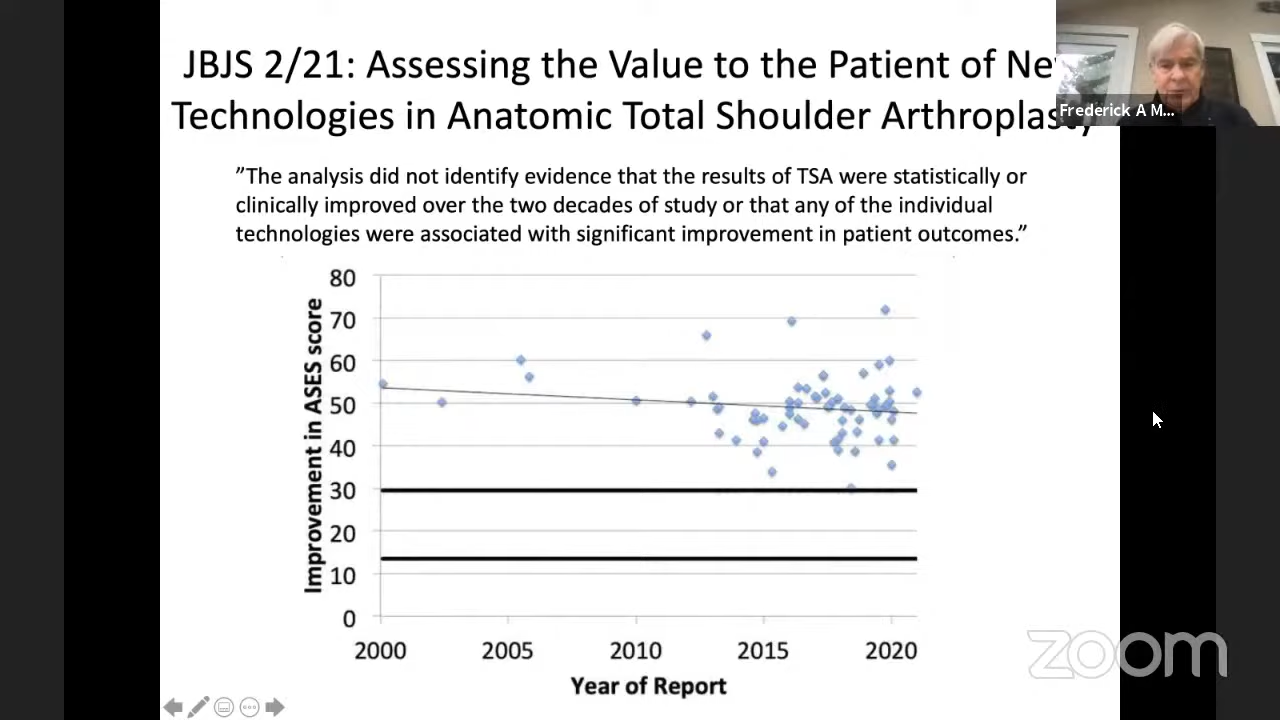 JBJS 2/21: Assessing the Value to the Patient of Ne
Technologies in Anatomic Total Shoulder Arthroplasty
Frederick A M...
”The analysis did not identify evidence that the results of TSA were statistically or
clinically improved over the two decades of study or that any of the individual
technologies were associated with significant improvement in patient outcomes.”
Improvement in ASES score
80
70
60
50
40
30
20
10
0
2000 2005 2010 2015 2020
Year of Report
zoom